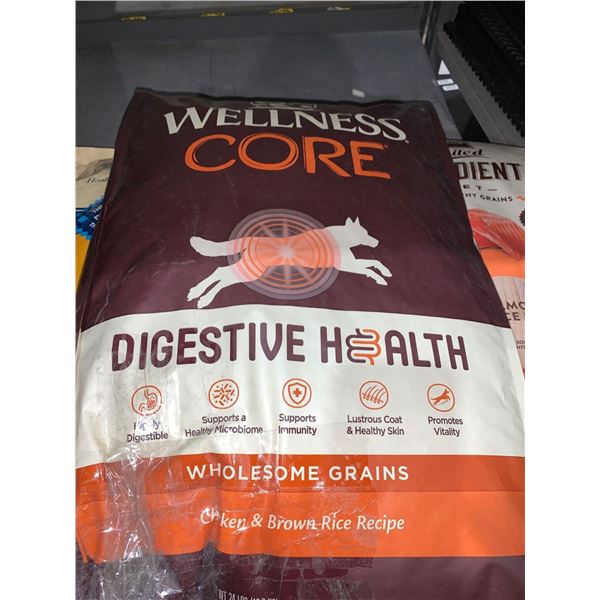 WELLNESS®
CORE®
DIGESTIVE HEALTH
Highly Digestible
Supports a Healthy Microbiome
Supports Immunity
Lustrous Coat & Healthy Skin
Promotes Vitality
WHOLESOME GRAINS
Chicken & Brown Rice Recipe